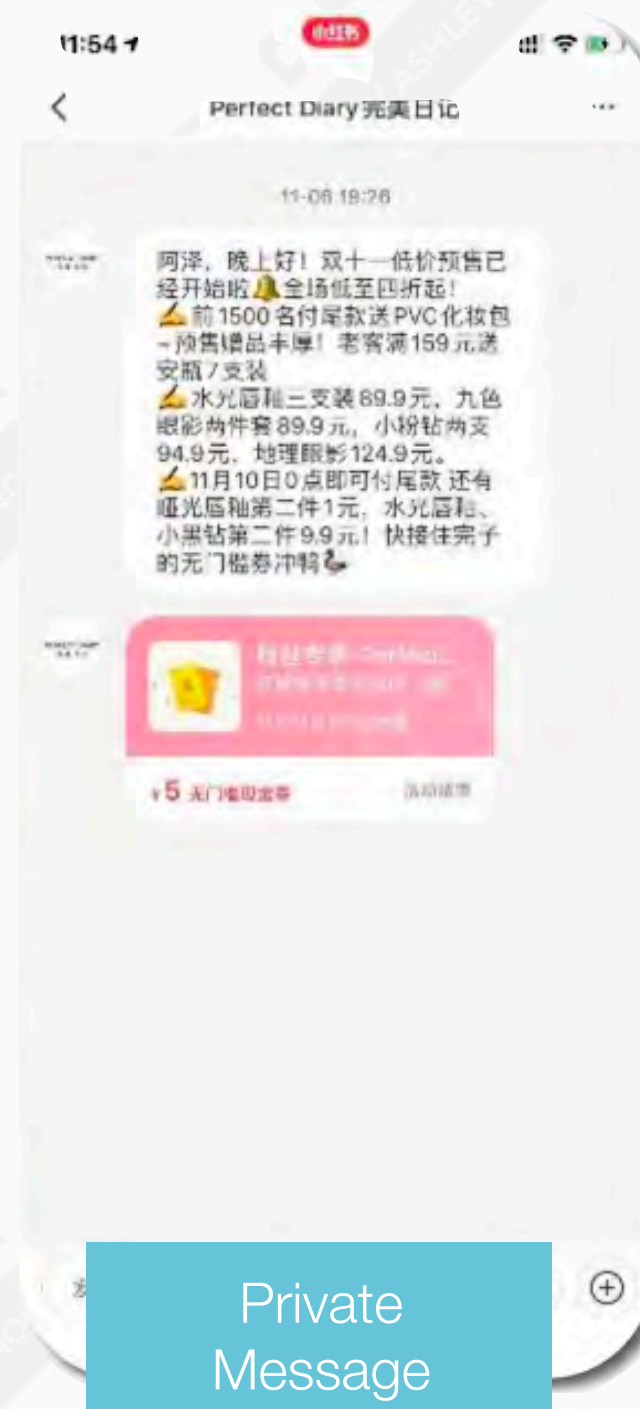 11:54
小红书
Perfect Diary完美日记
11-06 19:26
阿泽，晚上好！双十一低价预售已
经开始啦🔔全场低至四折起！
✍️前1500名付尾款送PVC化妆包
~预售赠品丰厚！老客满159元送
安瓶7支装
✍️水光唇釉三支装89.9元，九色
眼影两件套89.9元，小粉钻两支
94.9元，地理眼影124.9元。
✍️11月10日0点即可付尾款 还有
哑光唇釉第二件1元，水光唇釉、
小黑钻第二件9.9元！快接住完子
的无门槛券冲鸭🦆
¥5 无门槛现金券
Private
Message